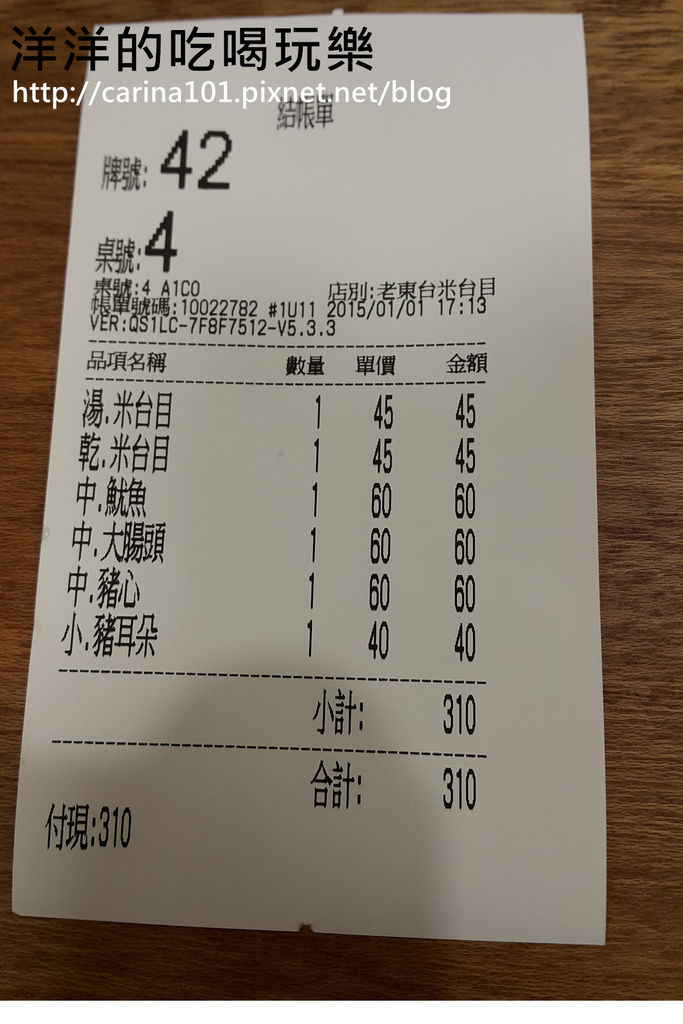 洋洋的吃喝玩樂
http://carina101.pixnet.net/blog
結帳單
牌號: 42
桌號:4
桌號:4 A1CO 店別:老東台米台目
帳單號碼:10022782 #1U11 2015/01/01 17:13
VER:QS1LC-7F8F7512-V5.3.3
品項名稱 數量 單價 金額
湯.米台目 1 45 45
乾.米台目 1 45 45
中.魷魚 1 60 60
中.大腸頭 1 60 60
中.豬心 1 60 60
小.豬耳朵 1 40 40
小計: 310
合計: 310
付現:310